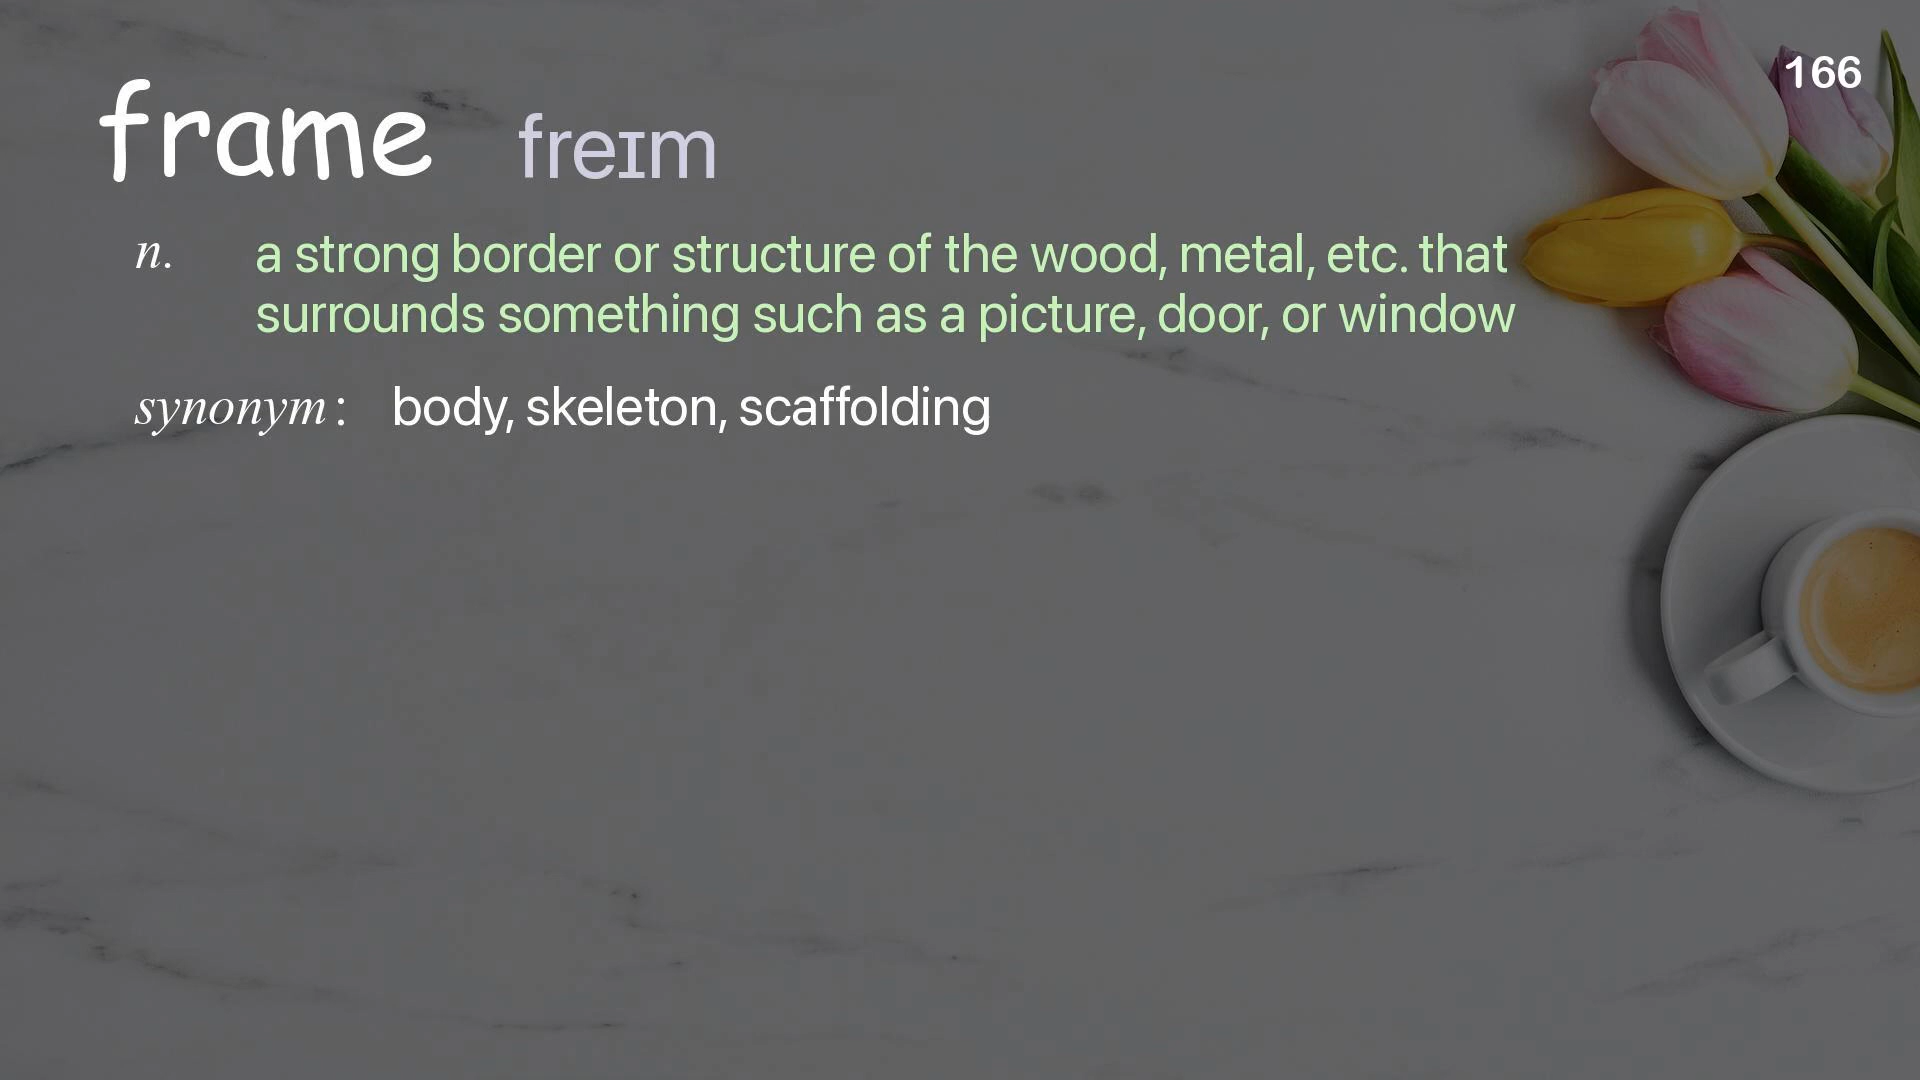 166
frame freɪm
n. a strong border or structure of the wood, metal, etc. that
surrounds something such as a picture, door, or window
synonym: body, skeleton, scaffolding